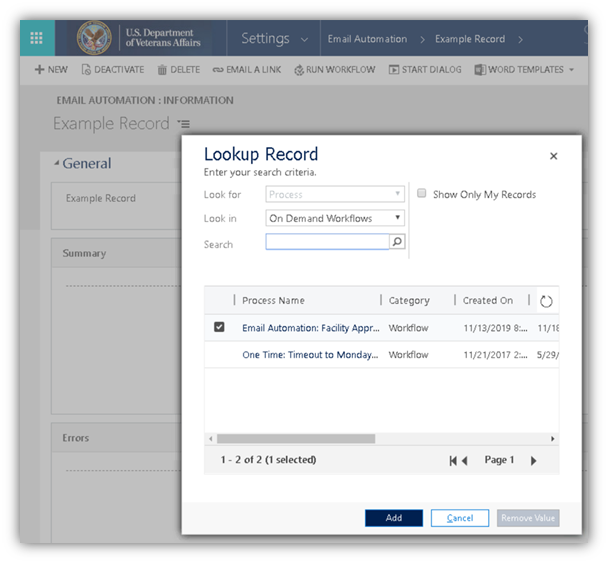 U.S. Department
of Veterans Affairs
Settings
Email Automation
Example Record
NEW
DEACTIVATE
DELETE
EMAIL A LINK
RUN WORKFLOW
START DIALOG
WORD TEMPLATES
EMAIL AUTOMATION : INFORMATION
Example Record
General
Example Record
Summary
Errors
Lookup Record
Enter your search criteria.
Look for
Process
Show Only My Records
Look in
On Demand Workflows
Search
Process Name
Category
Created On
Email Automation: Facility Appr... Workflow 11/13/2019 8:... 11/18
One Time: Timeout to Monday... Workflow 11/21/2017 2:... 5/29/
1 - 2 of 2 (1 selected)
Page 1
Add
Cancel
Remove Value